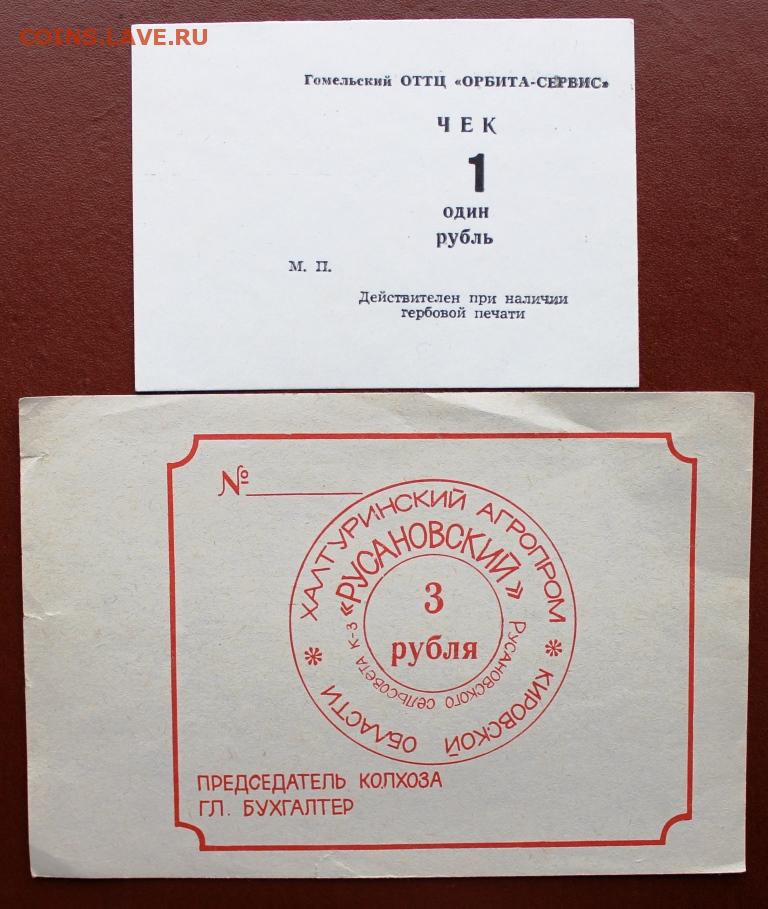 COINS.LAVE.RU
Гомельский ОТТЦ «ОРБИТА-СЕРВИС»
ЧЕК
1
один
рубль
М. П.
Действителен при наличии
гербовой печати
№
ХАЛТУРИНСКИЙ АГРОПРОМ * КИРОВСКОЙ ОБЛАСТИ *
«РУСАНОВСКИЙ»
Русановского сельсовета к-з
3
рубля
ПРЕДСЕДАТЕЛЬ КОЛХОЗА
ГЛ. БУХГАЛТЕР